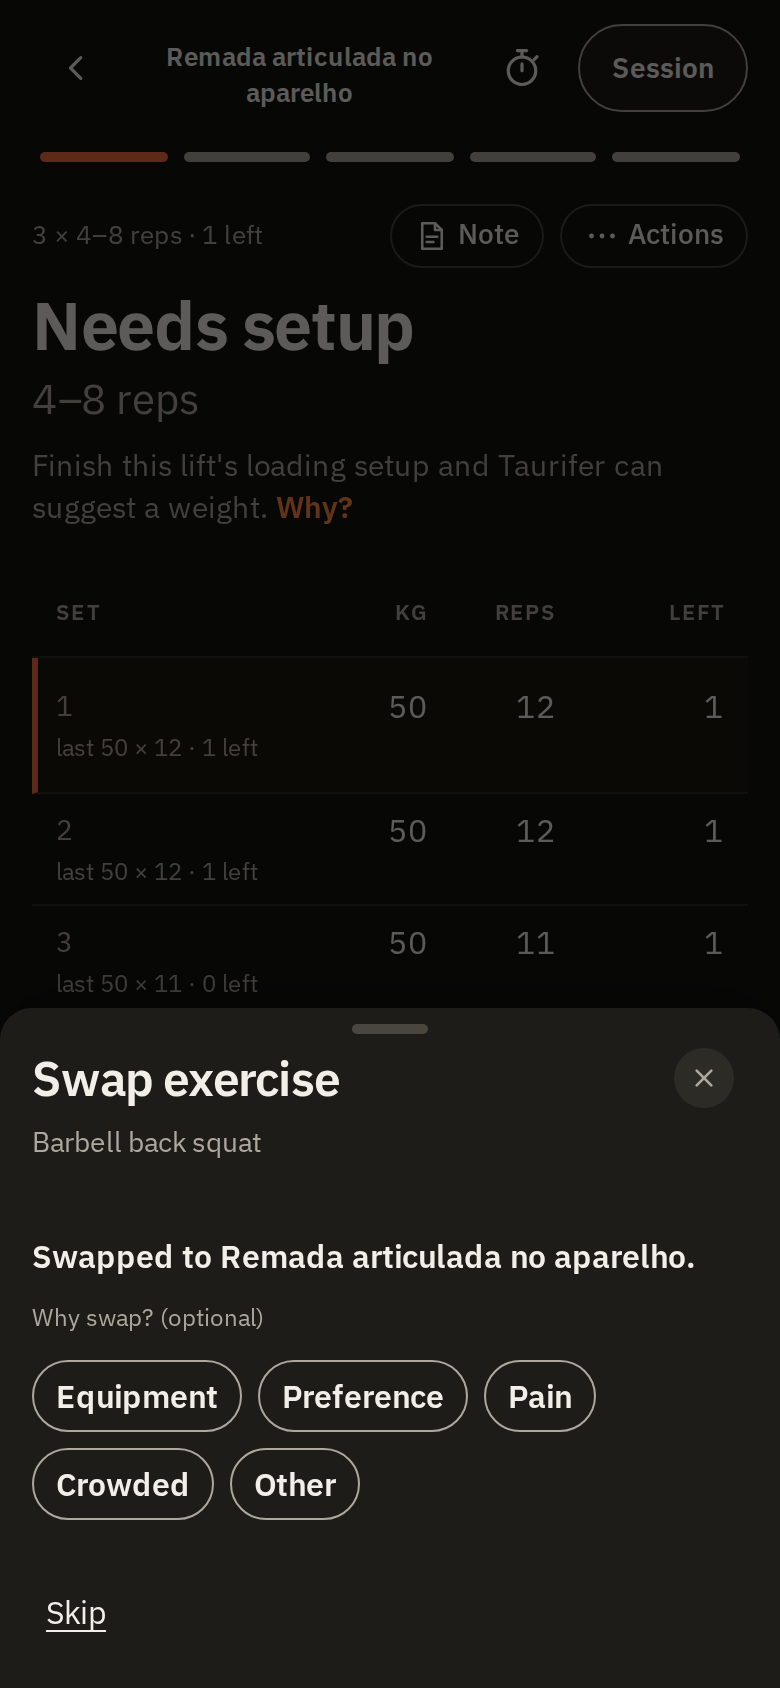 Remada articulada no
aparelho
Session
3 × 4–8 reps · 1 left
Note
Actions
Needs setup
4–8 reps
Finish this lift's loading setup and Taurifer can
suggest a weight. Why?
SET KG REPS LEFT
1 50 12 1
last 50 × 12 · 1 left
2 50 12 1
last 50 × 12 · 1 left
3 50 11 1
last 50 × 11 · 0 left
Swap exercise
Barbell back squat
Swapped to Remada articulada no aparelho.
Why swap? (optional)
Equipment Preference Pain
Crowded Other
Skip